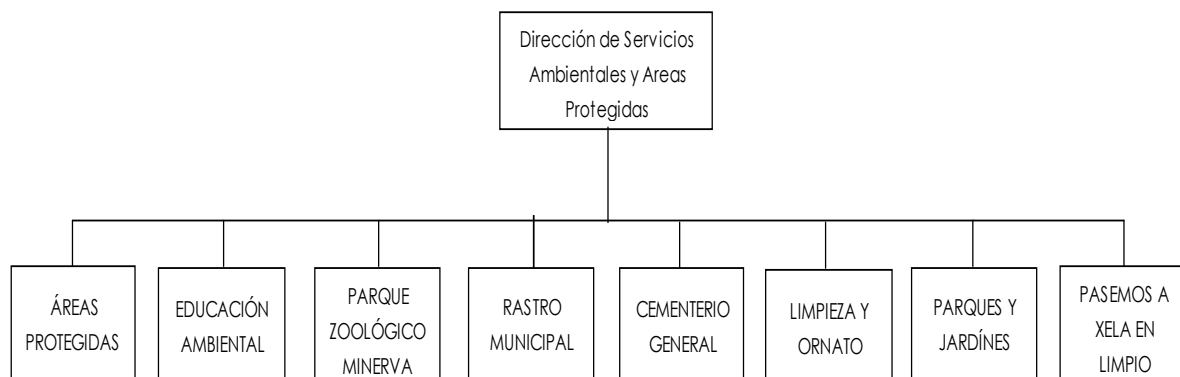 Dirección de Servicios
Ambientales y Areas
Protegidas
ÁREAS
PROTEGIDAS
EDUCACIÓN
AMBIENTAL
PARQUE
ZOOLÓGICO
MINERVA
RASTRO
MUNICIPAL
CEMENTERIO
GENERAL
LIMPIEZA Y
ORNATO
PARQUES Y
JARDÍNES
PASEMOS A
XELA EN
LIMPIO